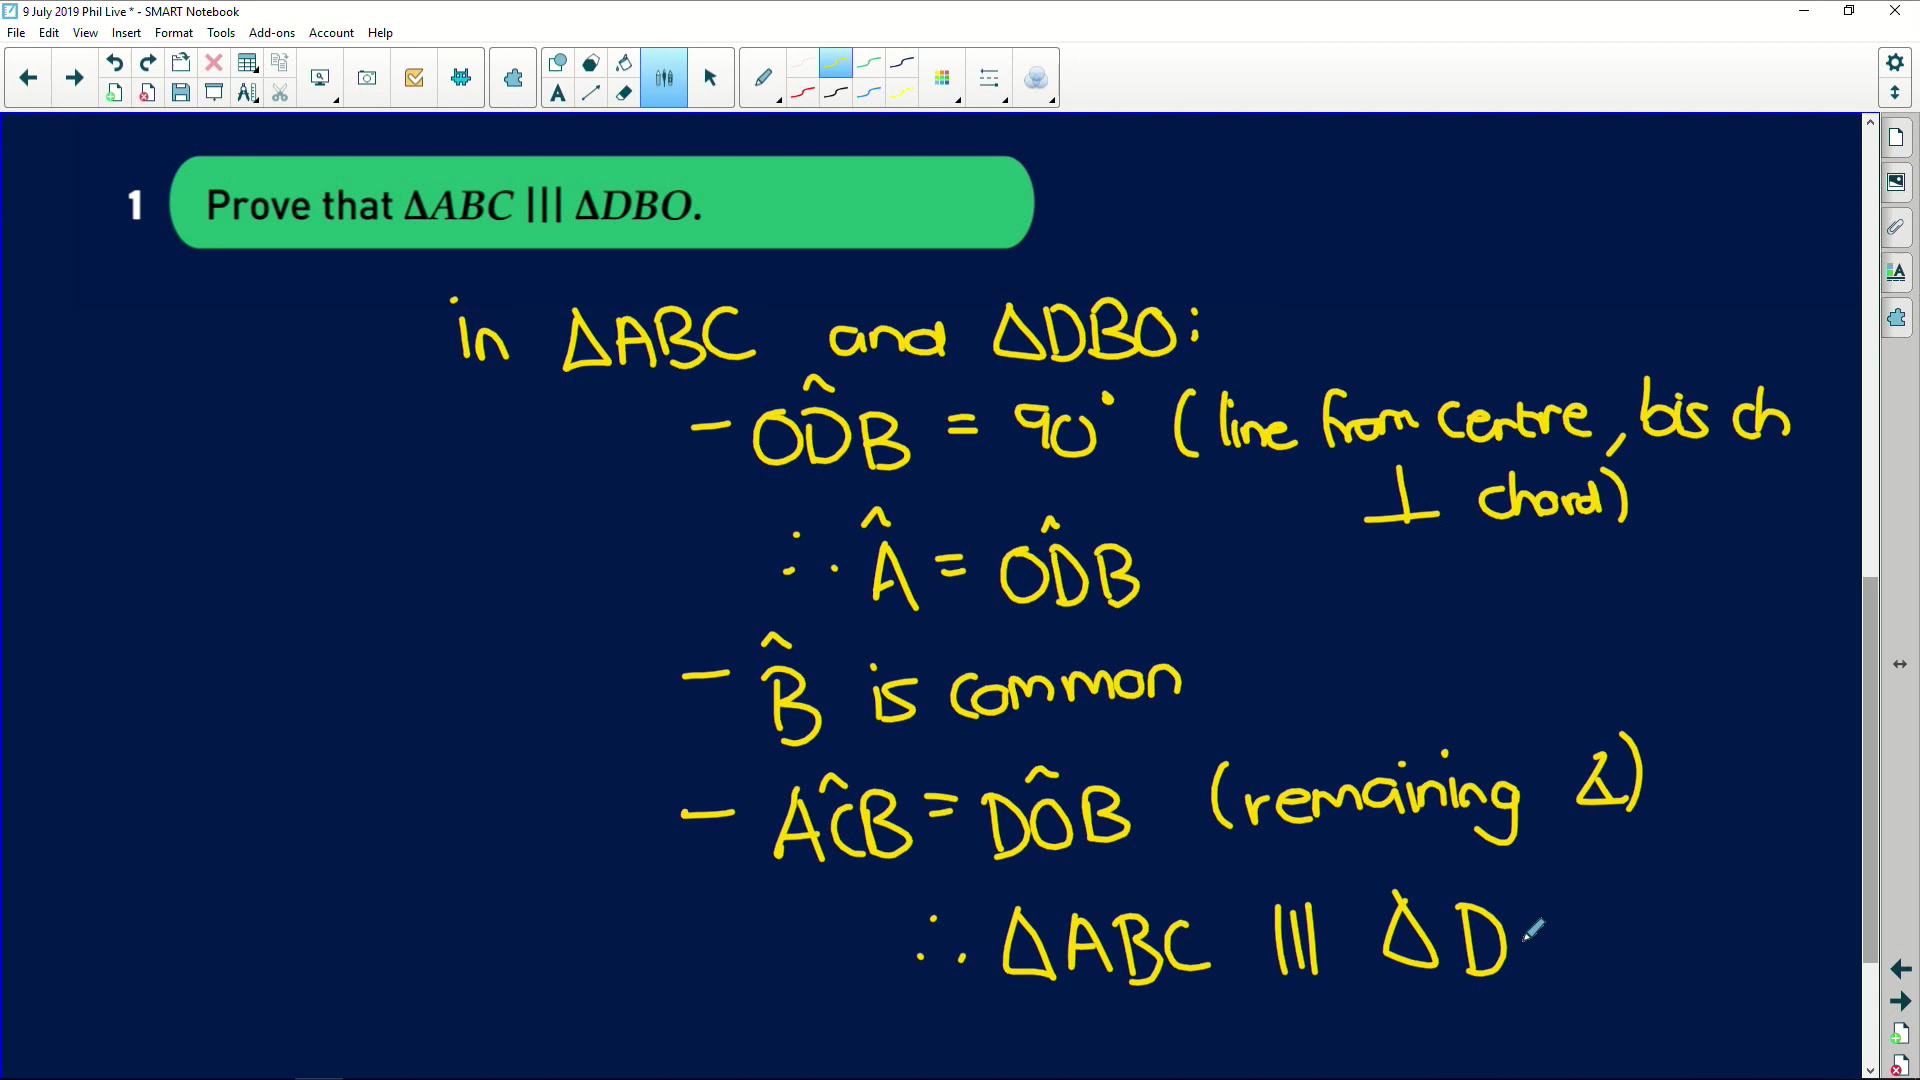 9 July 2019 Phil Live * - SMART Notebook
File Edit View Insert Format Tools Add-ons Account Help
1 Prove that ΔABC ||| ΔDBO.
in ΔABC and ΔDBO:
- OD̂B = 90° (line from centre, bis ch
⊥ chord)
∴ Â = OD̂B
- B̂ is common
- AĈB = DÔB (remaining ∠)
∴ ΔABC ||| ΔD